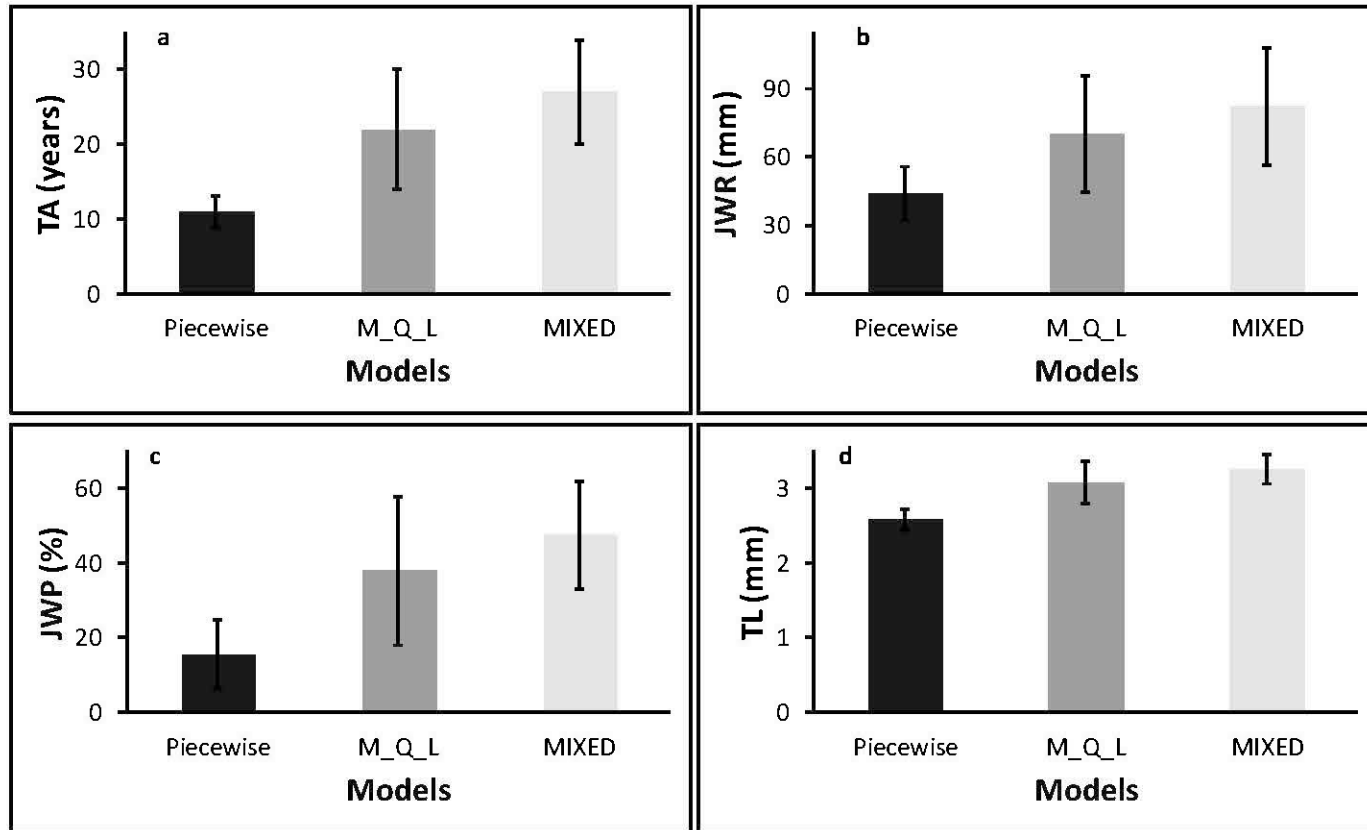 a
TA (years)
30
20
10
0
Piecewise M_Q_L MIXED
Models
b
JWR (mm)
90
60
30
0
Piecewise M_Q_L MIXED
Models
c
JWP (%)
60
40
20
0
Piecewise M_Q_L MIXED
Models
d
TL (mm)
3
2
1
0
Piecewise M_Q_L MIXED
Models